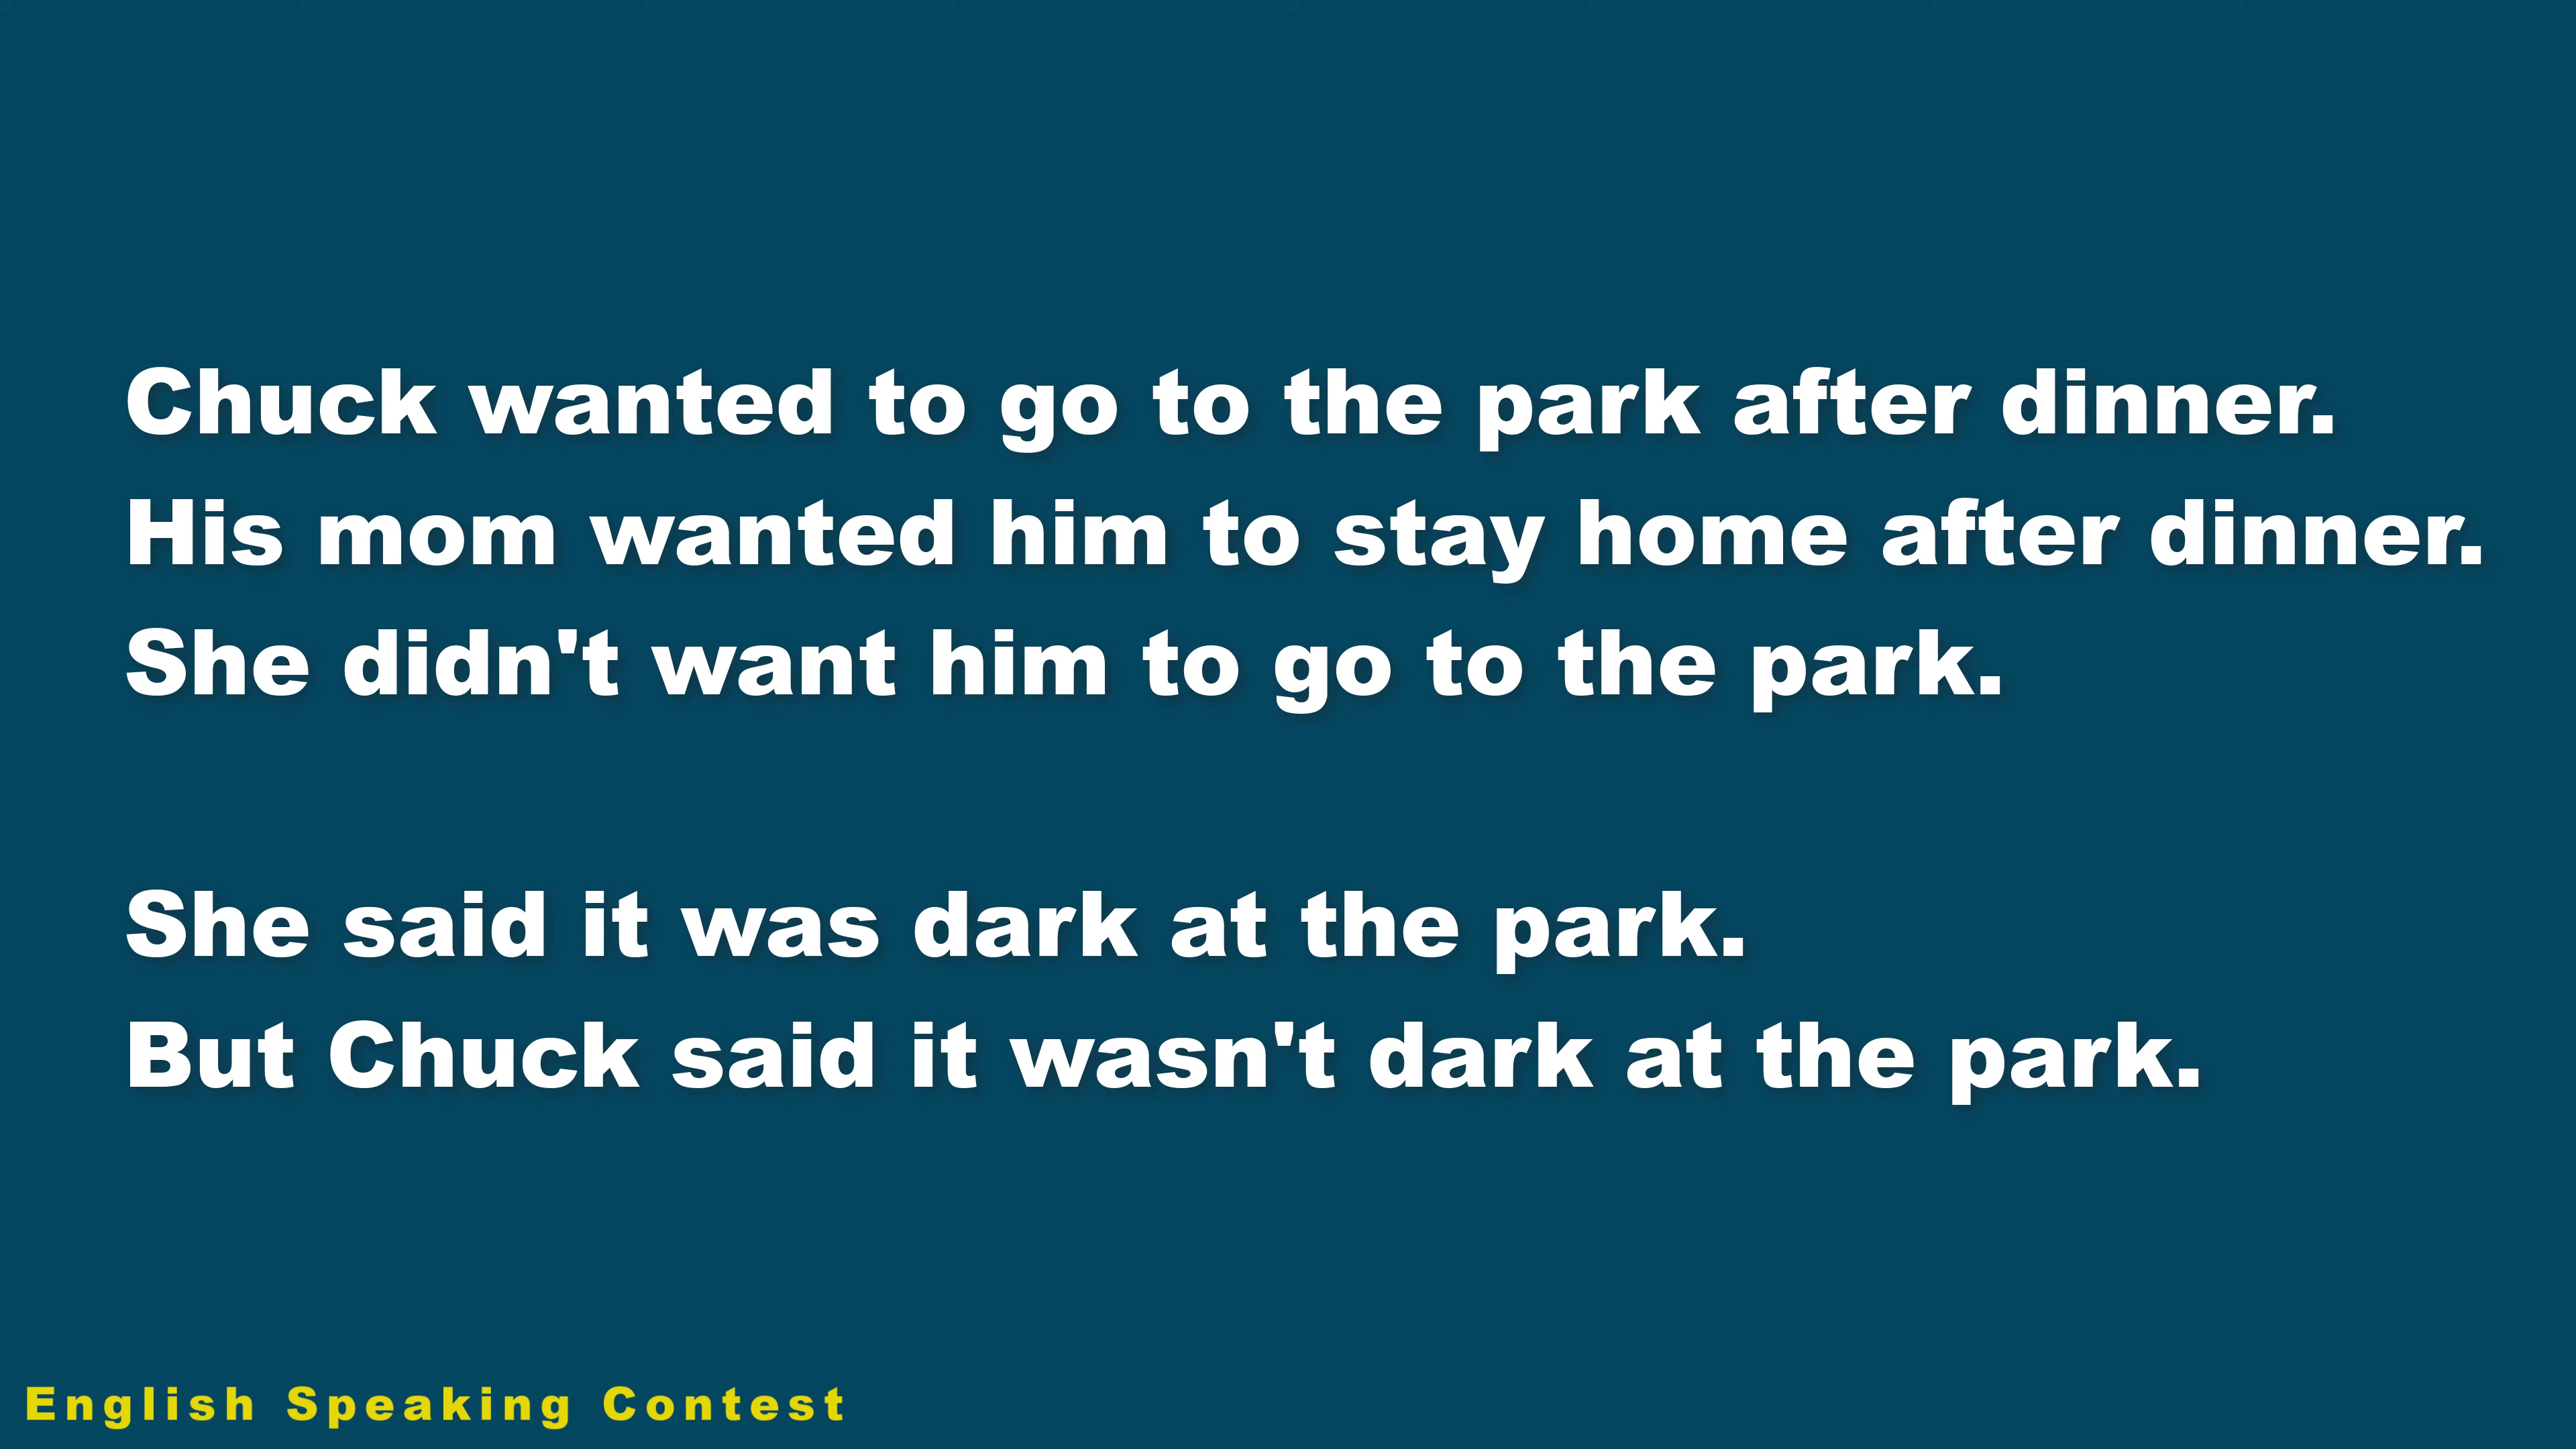 Chuck wanted to go to the park after dinner.
His mom wanted him to stay home after dinner.
She didn't want him to go to the park.
She said it was dark at the park.
But Chuck said it wasn't dark at the park.
English Speaking Contest